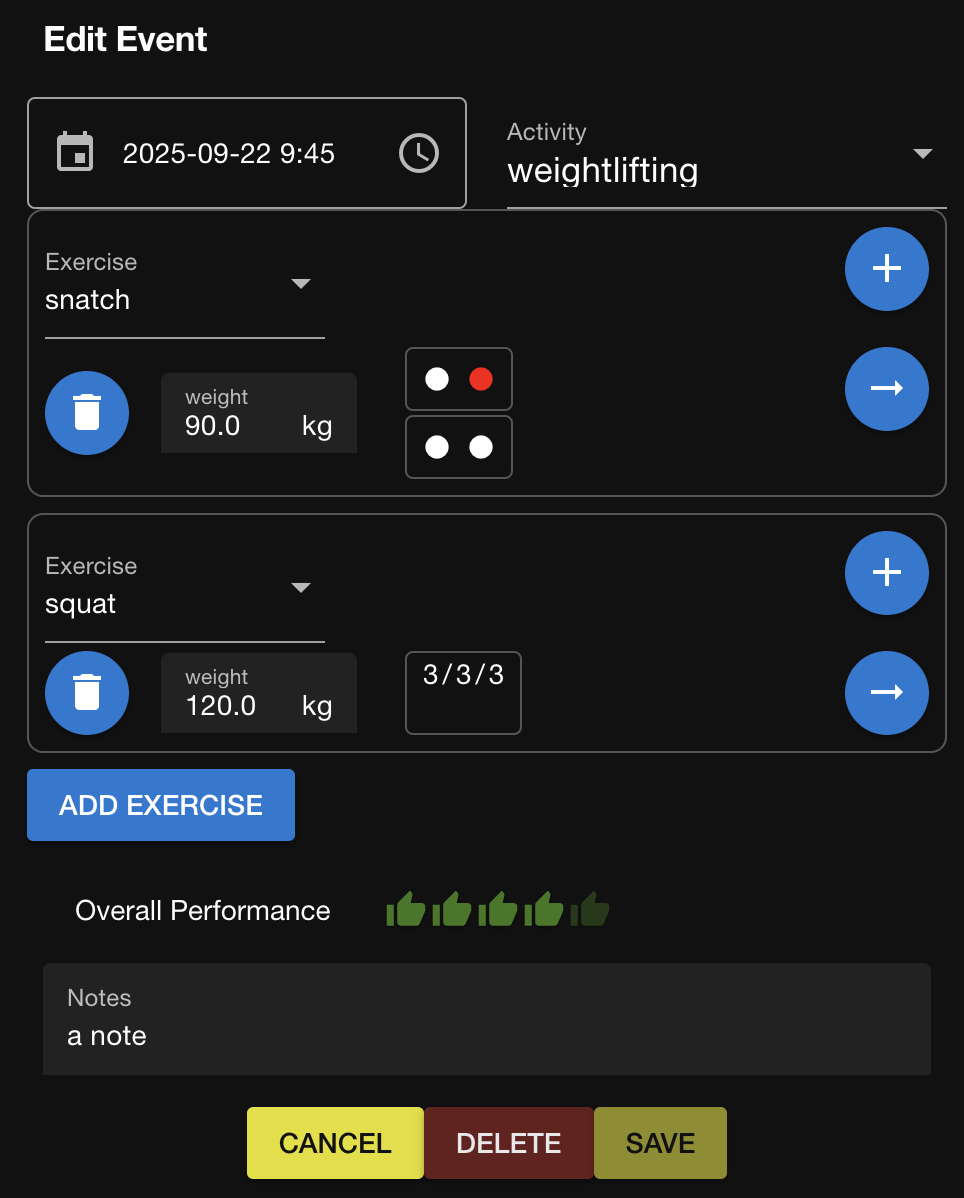 Edit Event
2025-09-22 9:45
Activity
weightlifting
Exercise
snatch
weight
90.0 kg
Exercise
squat
weight
120.0 kg
3/3/3
ADD EXERCISE
Overall Performance
Notes
a note
CANCEL DELETE SAVE